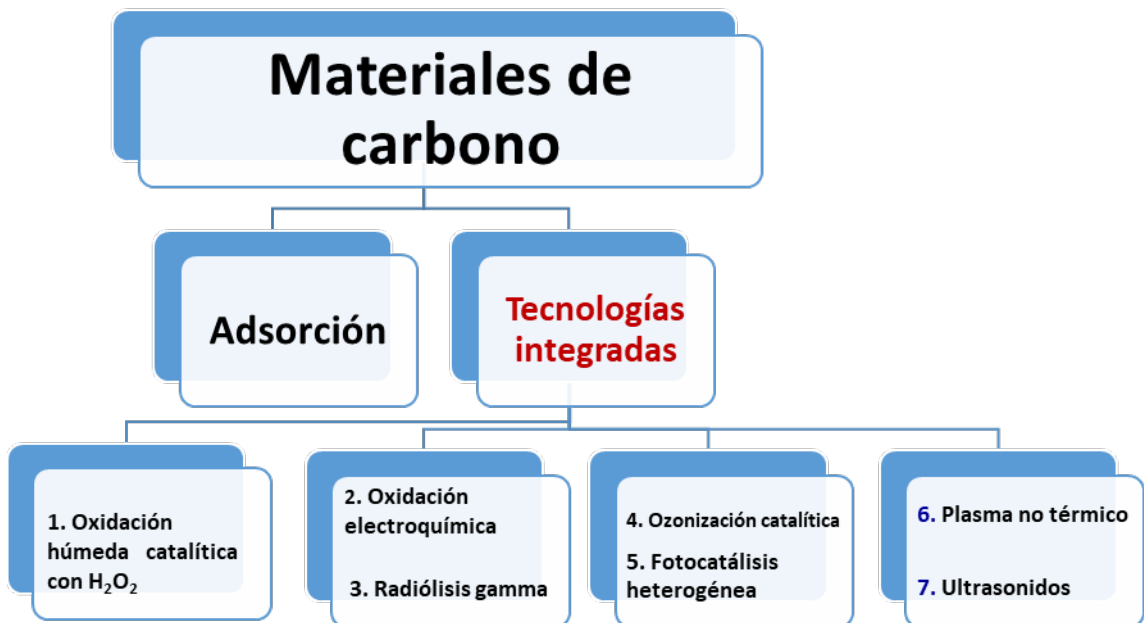 Materiales de
carbono
Adsorción
Tecnologías
integradas
1. Oxidación
húmeda catalítica
con H₂O₂
2. Oxidación
electroquímica
3. Radiólisis gamma
4. Ozonización catalítica
5. Fotocatálisis
heterogénea
6. Plasma no térmico
7. Ultrasonidos